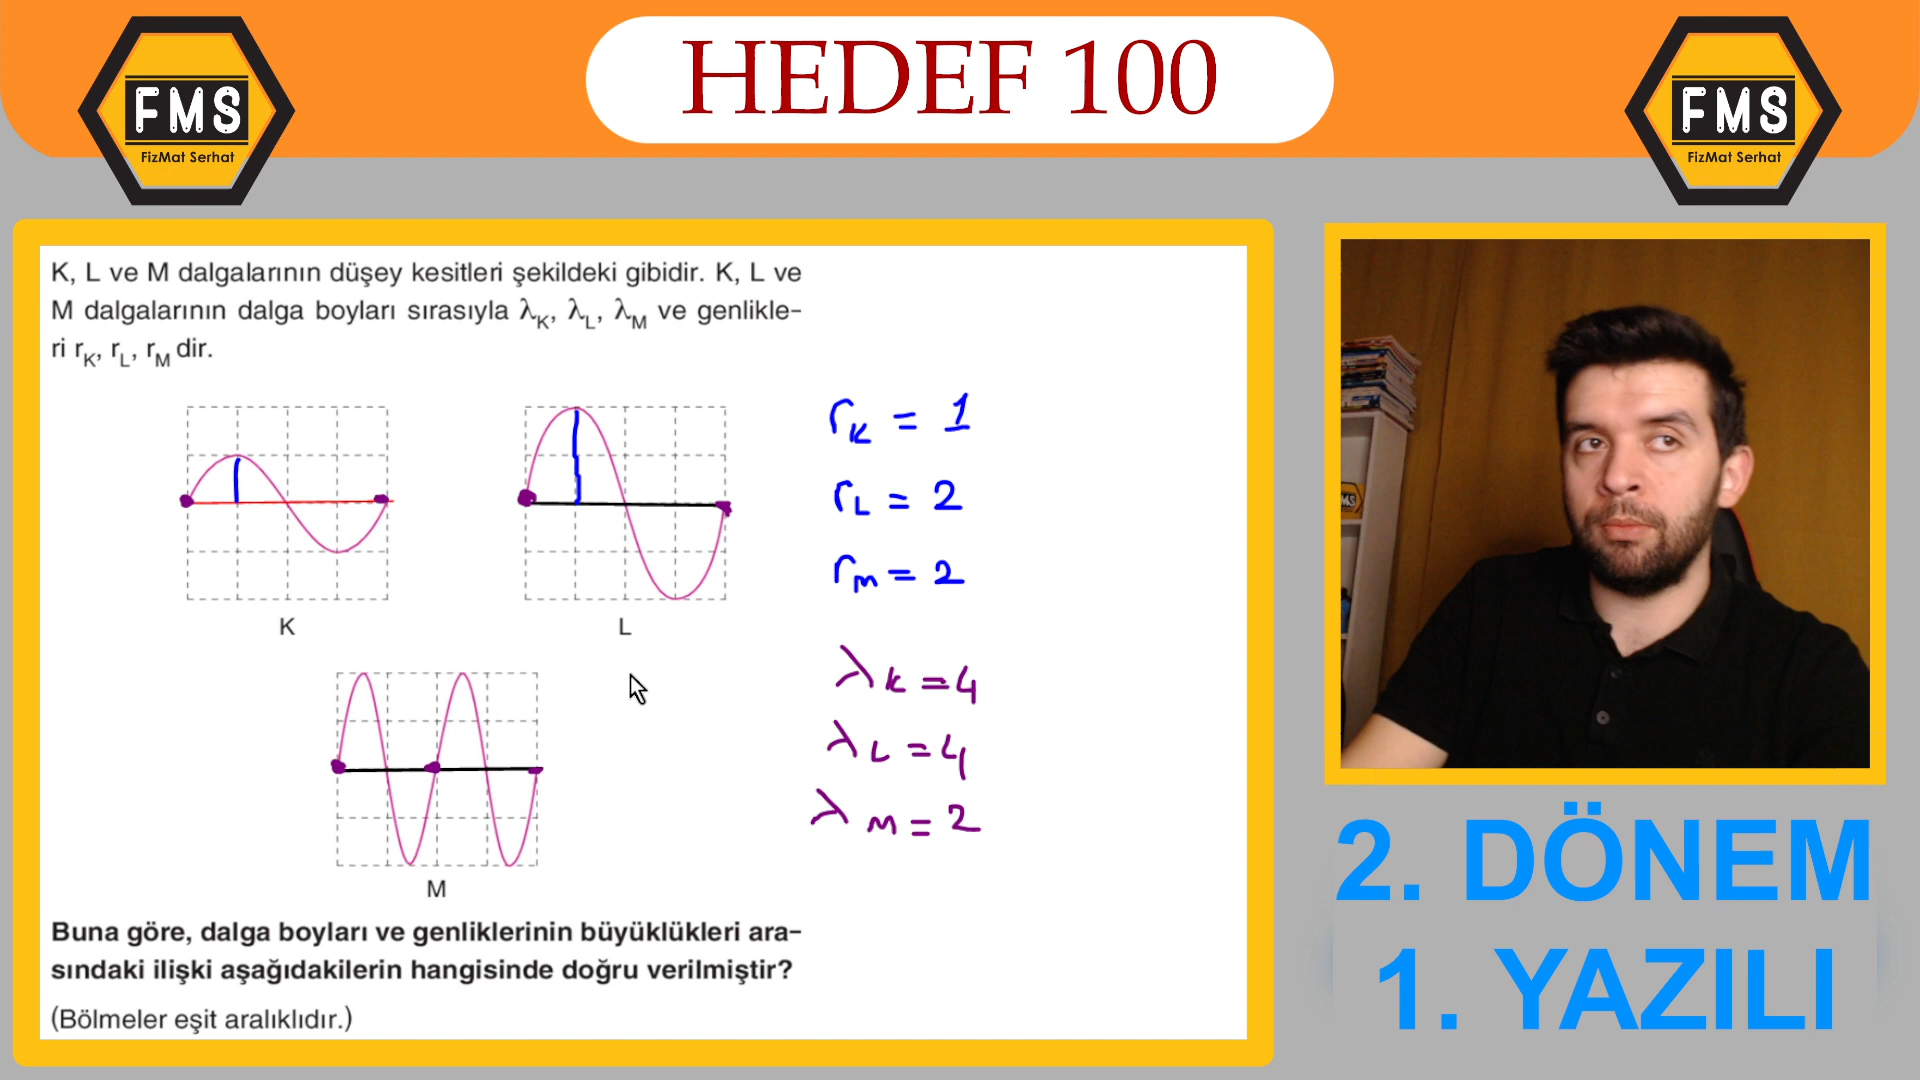 HEDEF 100
FMS
FizMat Serhat
FMS
FizMat Serhat
K, L ve M dalgalarının düşey kesitleri şekildeki gibidir. K, L ve
M dalgalarının dalga boyları sırasıyla λK, λL, λM ve genlikle-
ri rK, rL, rM dir.
K
L
M
rK = 1
rL = 2
rm = 2
λK = 4
λL = 4
λM = 2
Buna göre, dalga boyları ve genliklerinin büyüklükleri ara-
sındaki ilişki aşağıdakilerin hangisinde doğru verilmiştir?
(Bölmeler eşit aralıklıdır.)
MS
2. DÖNEM
1. YAZILI